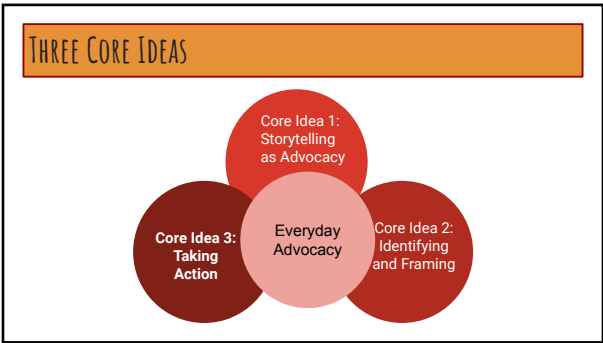 THREE CORE IDEAS
Core Idea 1:
Storytelling
as Advocacy
Everyday
Advocacy
Core Idea 2:
Identifying
and Framing
Core Idea 3:
Taking
Action